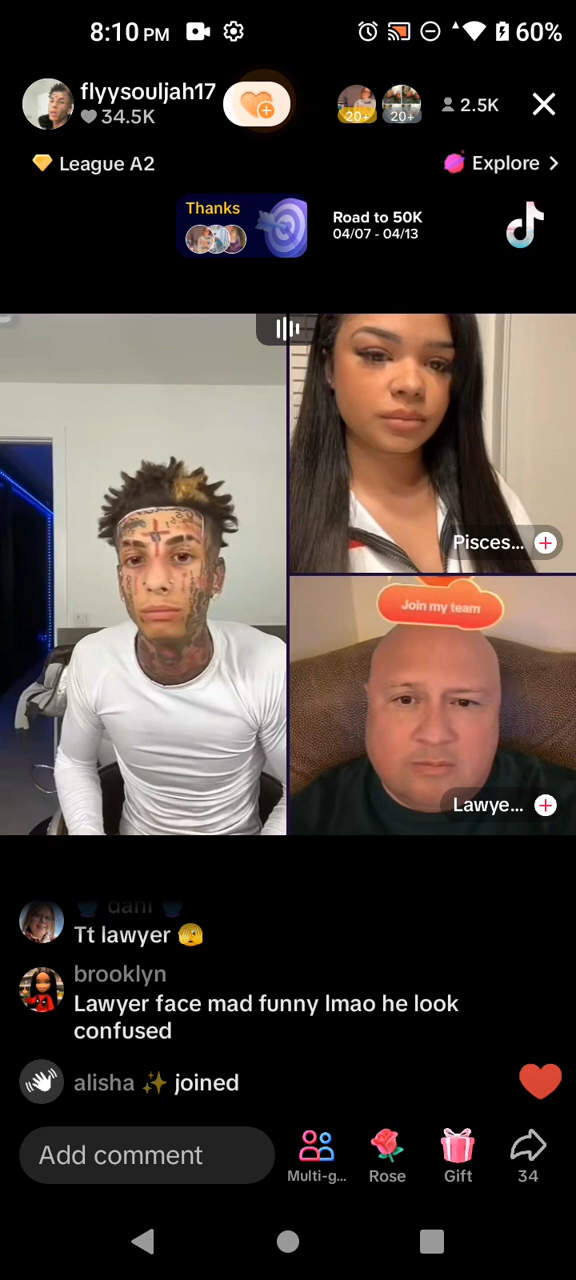 8:10 PM
60%
flyysouljah17
34.5K
20+
20+
2.5K
League A2
Explore
Thanks
Road to 50K
04/07 - 04/13
Pisces...
Join my team
Lawye...
dani
Tt lawyer
brooklyn
Lawyer face mad funny lmao he look
confused
alisha ✨ joined
Add comment
Multi-g...
Rose
Gift
34